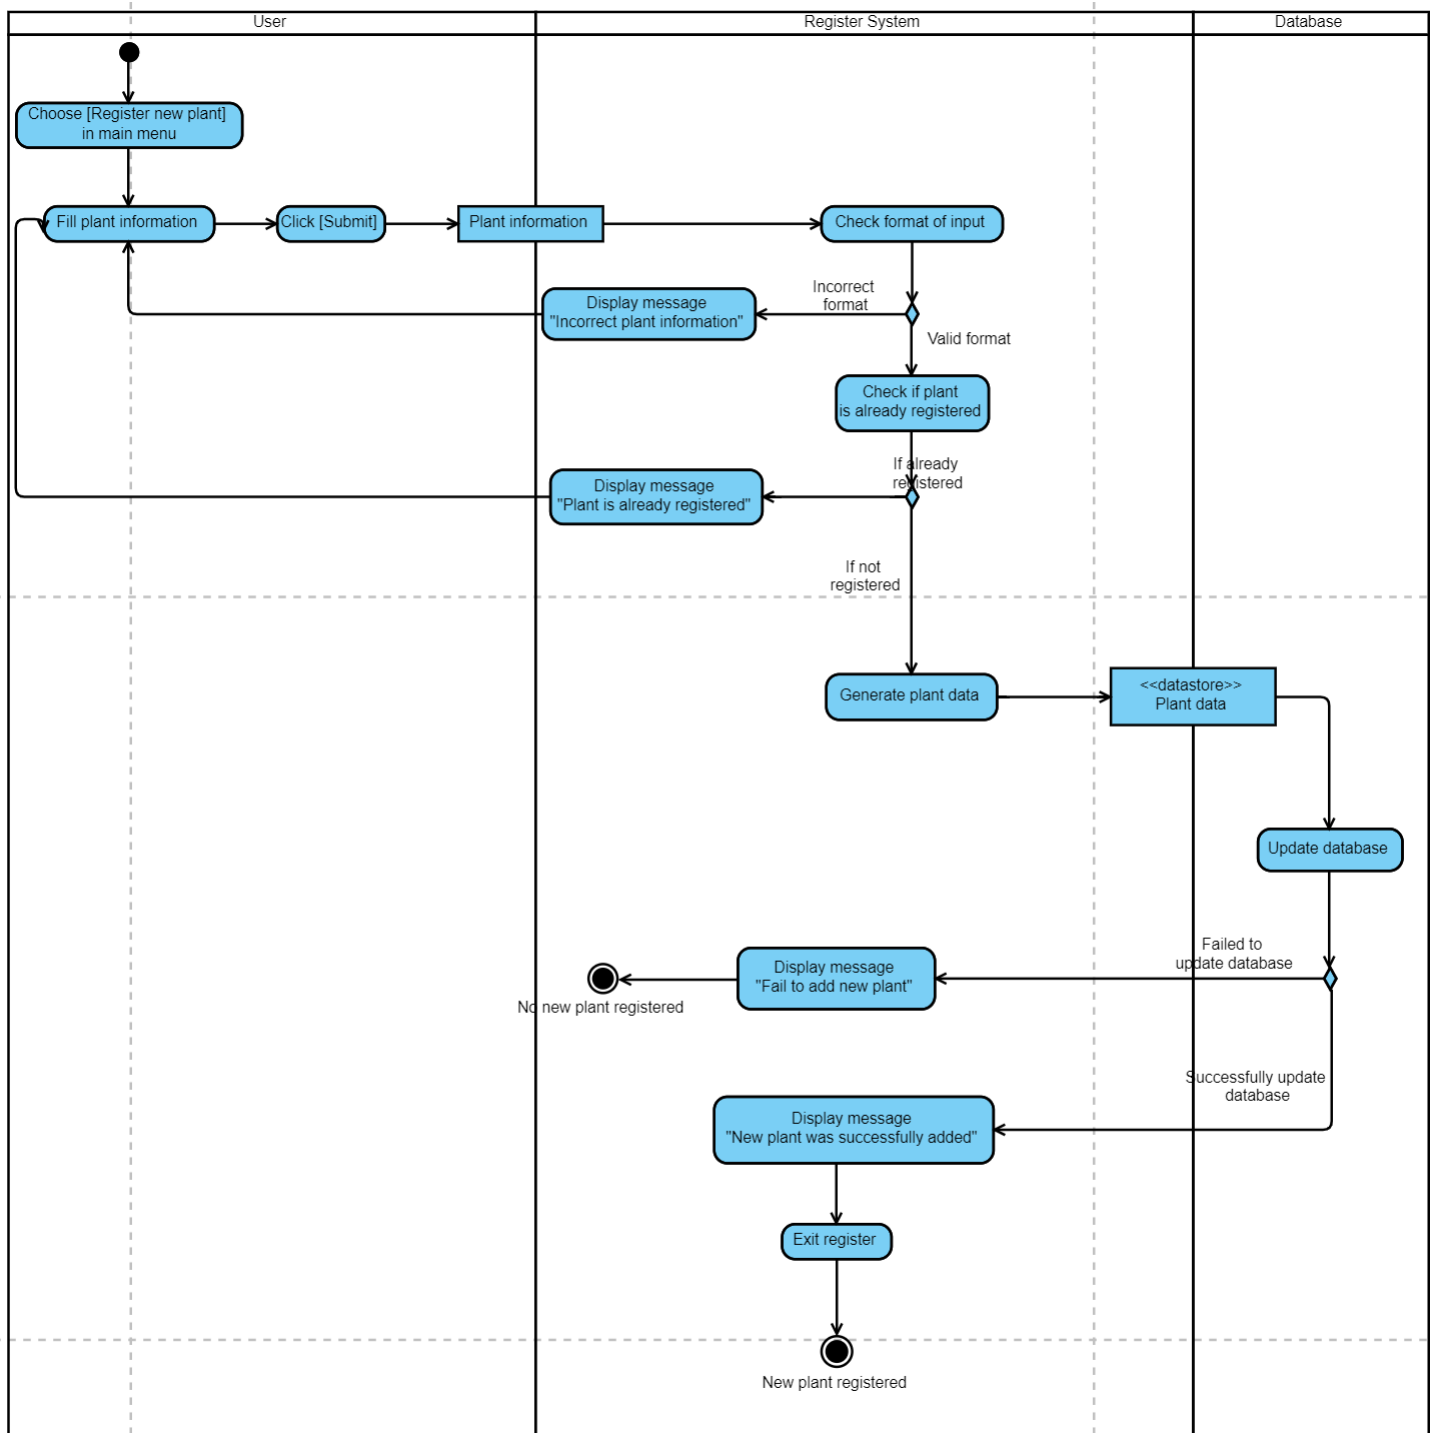 User
Register System
Database
Choose [Register new plant]
in main menu
Fill plant information
Click [Submit]
Plant information
Check format of input
Incorrect
format
Display message
"Incorrect plant information"
Valid format
Check if plant
is already registered
If already
registered
Display message
"Plant is already registered"
If not
registered
Generate plant data
<<datastore>>
Plant data
Update database
Failed to
update database
Display message
"Fail to add new plant"
No new plant registered
Successfully update
database
Display message
"New plant was successfully added"
Exit register
New plant registered